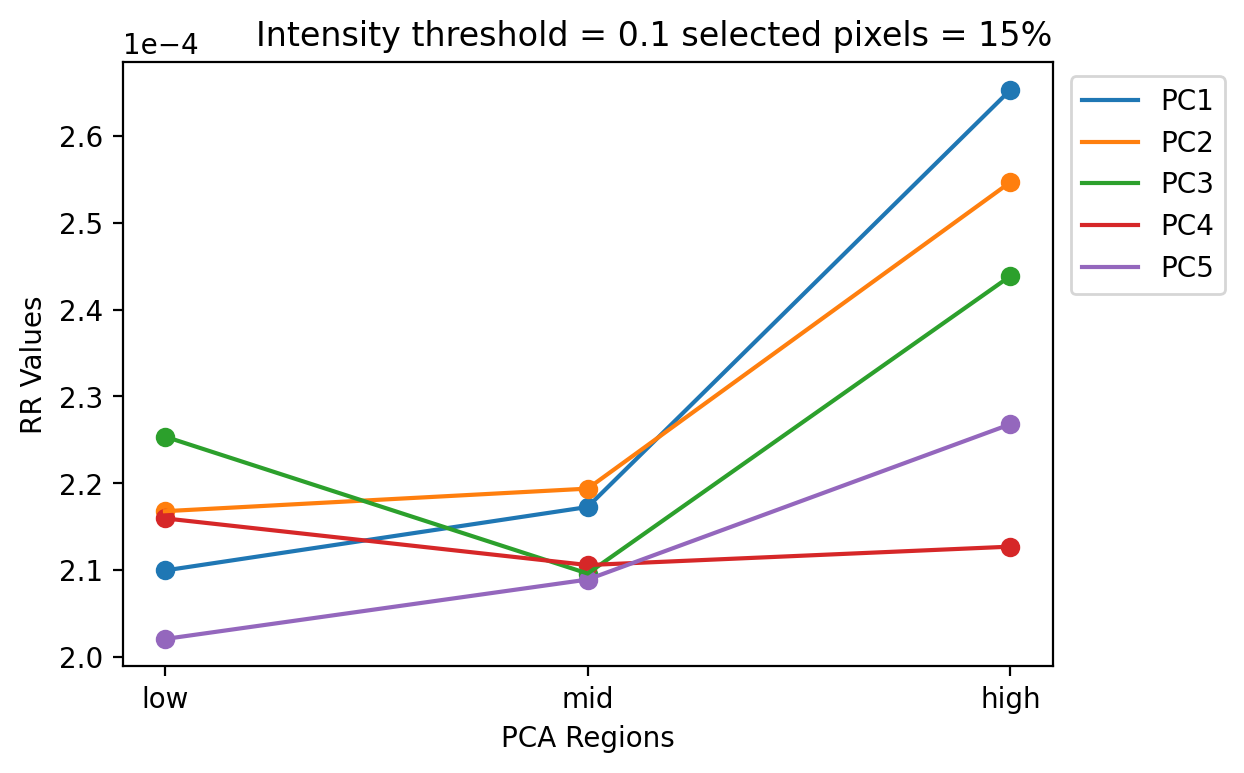 1e−4
Intensity threshold = 0.1 selected pixels = 15%
PC1
PC2
PC3
PC4
PC5
2.6
2.5
2.4
2.3
2.2
2.1
2.0
RR Values
low
mid
high
PCA Regions